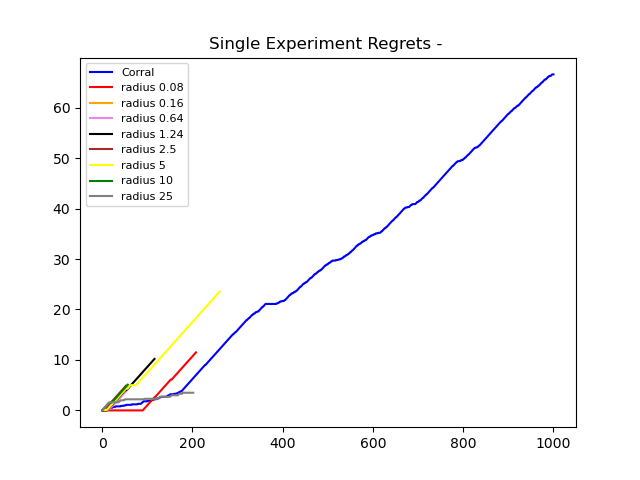 Single Experiment Regrets -
Corral
radius 0.08
radius 0.16
radius 0.64
radius 1.24
radius 2.5
radius 5
radius 10
radius 25
60
50
40
30
20
10
0
0 200 400 600 800 1000